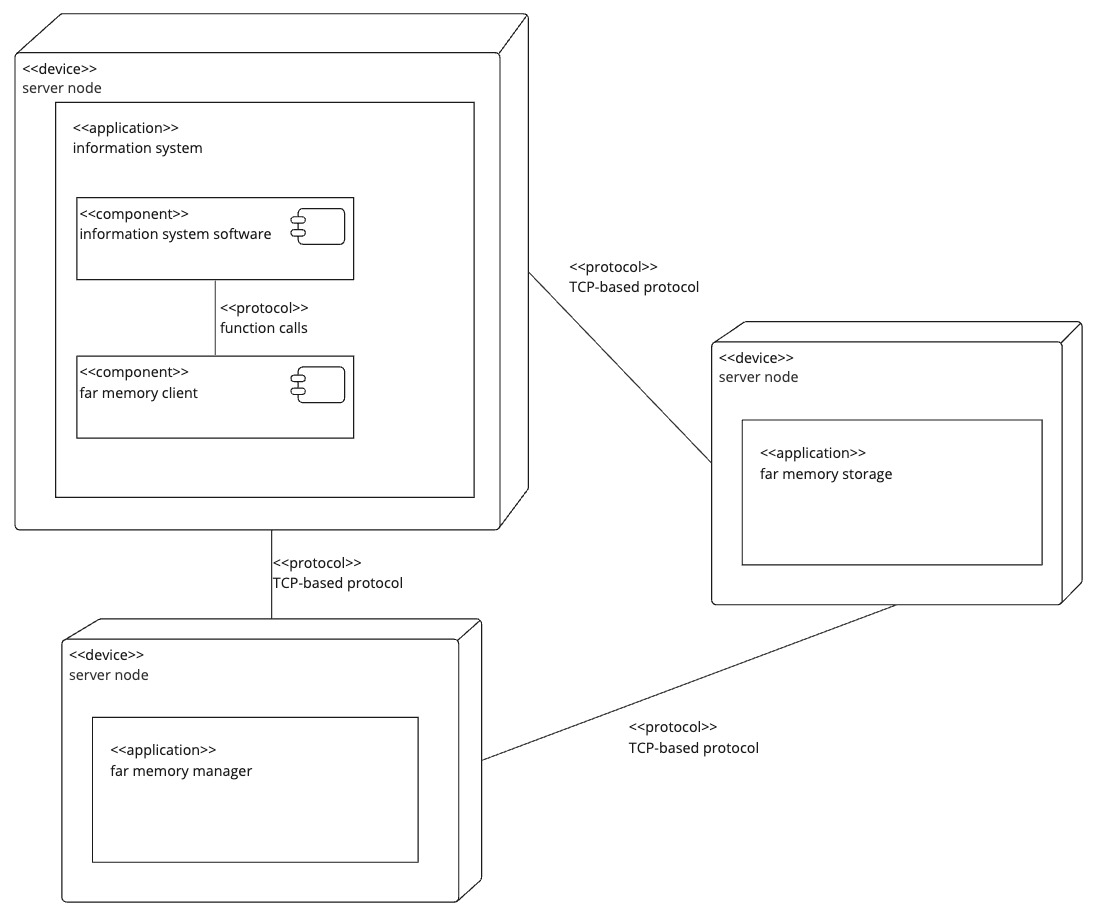 <<device>>
server node
<<application>>
information system
<<component>>
information system software
<<protocol>>
function calls
<<component>>
far memory client
<<protocol>>
TCP-based protocol
<<device>>
server node
<<application>>
far memory storage
<<protocol>>
TCP-based protocol
<<device>>
server node
<<application>>
far memory manager
<<protocol>>
TCP-based protocol